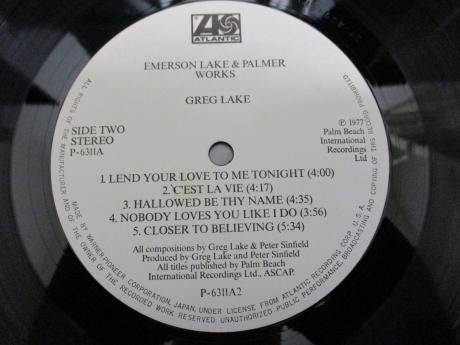 ATLANTIC
EMERSON LAKE & PALMER
WORKS
GREG LAKE
SIDE TWO
STEREO
P-6311A
℗ 1977
Palm Beach
International
Recordings
Ltd
1. LEND YOUR LOVE TO ME TONIGHT (4:00)
2. C'EST LA VIE (4:17)
3. HALLOWED BE THY NAME (4:35)
4. NOBODY LOVES YOU LIKE I DO (3:56)
5. CLOSER TO BELIEVING (5:34)
All compositions by Greg Lake & Peter Sinfield
Produced by Greg Lake and Peter Sinfield
All titles published by Palm Beach
International Recordings Ltd., ASCAP.
P-6311A2
MADE BY WARNER-PIONEER CORPORATION, JAPAN, UNDER LICENSE FROM ATLANTIC RECORDING CORP. U.S.A.
ALL RIGHTS OF THE MANUFACTURER AND OF THE OWNER OF THE RECORDED WORK RESERVED. UNAUTHORIZED PUBLIC PERFORMANCE, BROADCASTING AND COPYING OF THIS RECORD PROHIBITED.